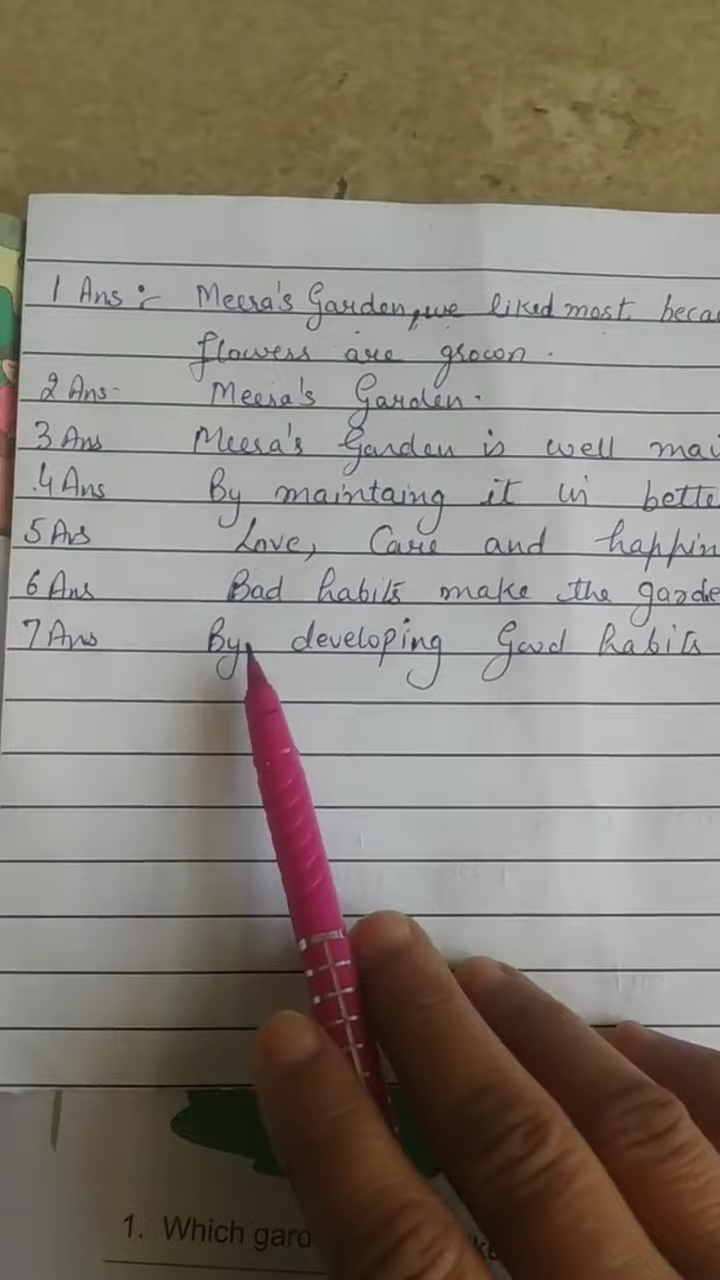 1 Ans :- Meera's Garden, we liked most beca
flowers are grown.
2 Ans- Meera's Garden.
3 Ans Meera's Garden is well mai
4 Ans By maintaing it in bette
5 Ans Love, Care and happin
6 Ans Bad habits make the garde
7 Ans By developing Good habits
1. Which gard